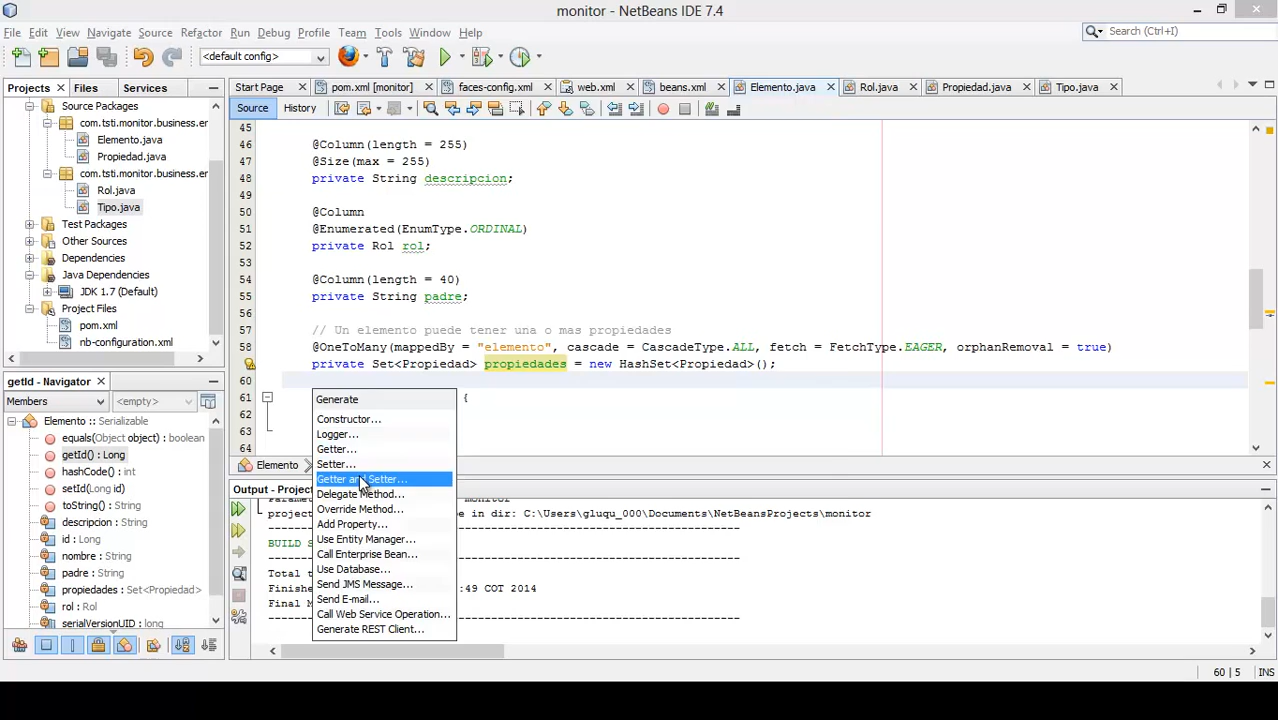 monitor - NetBeans IDE 7.4
File Edit View Navigate Source Refactor Run Debug Profile Team Tools Window Help
Search (Ctrl+I)
<default config>
Projects Files Services
Start Page pom.xml [monitor] faces-config.xml web.xml beans.xml Elemento.java Rol.java Propiedad.java Tipo.java
Source History
Source Packages
com.tsti.monitor.business.er
Elemento.java
Propiedad.java
com.tsti.monitor.business.er
Rol.java
Tipo.java
Test Packages
Other Sources
Dependencies
Java Dependencies
JDK 1.7 (Default)
Project Files
pom.xml
nb-configuration.xml
45
46 @Column(length = 255)
47 @Size(max = 255)
48 private String descripcion;
49
50 @Column
51 @Enumerated(EnumType.ORDINAL)
52 private Rol rol;
53
54 @Column(length = 40)
55 private String padre;
56
57 // Un elemento puede tener una o mas propiedades
58 @OneToMany(mappedBy = "elemento", cascade = CascadeType.ALL, fetch = FetchType.EAGER, orphanRemoval = true)
private Set<Propiedad> propiedades = new HashSet<Propiedad>();
60
61 {
62
63
64
Generate
Constructor...
Logger...
Getter...
Setter...
Getter and Setter...
Delegate Method...
Override Method...
Add Property...
Use Entity Manager...
Call Enterprise Bean...
Use Database...
Send JMS Message...
Send E-mail...
Call Web Service Operation...
Generate REST Client...
getId - Navigator
Members <empty>
Elemento :: Serializable
equals(Object object) : boolean
getId() : Long
hashCode() : int
setId(Long id)
toString() : String
descripcion : String
id : Long
nombre : String
padre : String
propiedades : Set<Propiedad>
rol : Rol
serialVersionUID : long
Elemento
Output - Projec
monitor
projec e in dir: C:\Users\gluqu_000\Documents\NetBeansProjects\monitor
------------------------------------------------------------------------
BUILD S
------------------------------------------------------------------------
Total t
Finishe :49 COT 2014
Final M
------------------------------------------------------------------------
60 | 5 INS